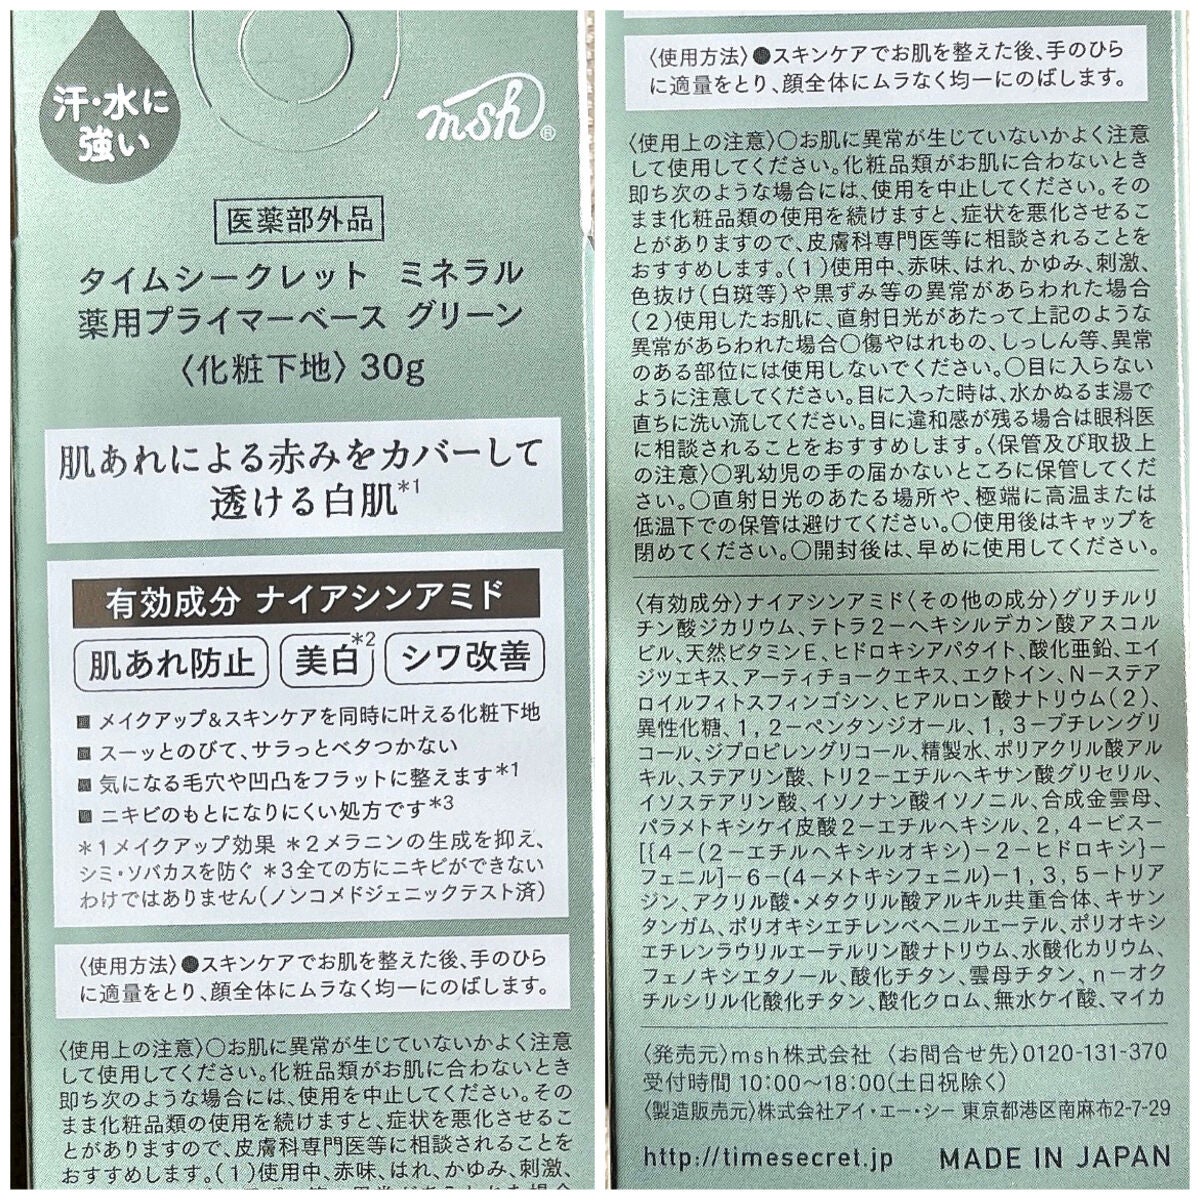 汗・水に
強い
msh®
医薬部外品
タイムシークレット ミネラル
薬用プライマーベース グリーン
〈化粧下地〉30g
肌あれによる赤みをカバーして
透ける白肌*1
有効成分 ナイアシンアミド
肌あれ防止 美白*2 シワ改善
■ メイクアップ&スキンケアを同時に叶える化粧下地
■ スーッとのびて、サラっとベタつかない
■ 気になる毛穴や凹凸をフラットに整えます*1
■ ニキビのもとになりにくい処方です*3
*1メイクアップ効果 *2メラニンの生成を抑え、
シミ・ソバカスを防ぐ *3全ての方にニキビができない
わけではありません(ノンコメドジェニックテスト済)
〈使用方法〉●スキンケアでお肌を整えた後、手のひら
に適量をとり、顔全体にムラなく均一にのばします。
〈使用上の注意〉○お肌に異常が生じていないかよく注意
して使用してください。化粧品類がお肌に合わないとき
即ち次のような場合には、使用を中止してください。その
まま化粧品類の使用を続けますと、症状を悪化させるこ
とがありますので、皮膚科専門医等に相談されることを
おすすめします。(1)使用中、赤味、はれ、かゆみ、刺激、
〈使用方法〉●スキンケアでお肌を整えた後、手のひら
に適量をとり、顔全体にムラなく均一にのばします。
〈使用上の注意〉○お肌に異常が生じていないかよく注意
して使用してください。化粧品類がお肌に合わないとき
即ち次のような場合には、使用を中止してください。その
まま化粧品類の使用を続けますと、症状を悪化させるこ
とがありますので、皮膚科専門医等に相談されることを
おすすめします。(1)使用中、赤味、はれ、かゆみ、刺激、
色抜け(白斑等)や黒ずみ等の異常があらわれた場合
(2)使用したお肌に、直射日光があたって上記のような
異常があらわれた場合○傷やはれもの、しっしん等、異常
のある部位には使用しないでください。○目に入らない
ように注意してください。目に入った時は、水かぬるま湯で
直ちに洗い流してください。目に違和感が残る場合は眼科医
に相談されることをおすすめします。〈保管及び取扱上
の注意〉○乳幼児の手の届かないところに保管してくだ
さい。○直射日光のあたる場所や、極端に高温または
低温下での保管は避けてください。○使用後はキャップを
閉めてください。○開封後は、早めに使用してください。
〈有効成分〉ナイアシンアミド〈その他の成分〉グリチルリ
チン酸ジカリウム、テトラ2-ヘキシルデカン酸アスコル
ビル、天然ビタミンE、ヒドロキシアパタイト、酸化亜鉛、エイ
ジツエキス、アーティチョークエキス、エクトイン、N-ステア
ロイルフィトスフィンゴシン、ヒアルロン酸ナトリウム(2)、
異性化糖、1,2-ペンタンジオール、1,3-ブチレングリ
コール、ジプロピレングリコール、精製水、ポリアクリル酸アル
キル、ステアリン酸、トリ2-エチルヘキサン酸グリセリル、
イソステアリン酸、イソノナン酸イソノニル、合成金雲母、
パラメトキシケイ皮酸2-エチルヘキシル、2,4-ビス-
[{4-(2-エチルヘキシルオキシ)-2-ヒドロキシ}-
フェニル]-6-(4-メトキシフェニル)-1,3,5-トリア
ジン、アクリル酸・メタクリル酸アルキル共重合体、キサン
タンガム、ポリオキシエチレンベヘニルエーテル、ポリオキシ
エチレンラウリルエーテルリン酸ナトリウム、水酸化カリウム、
フェノキシエタノール、酸化チタン、雲母チタン、n-オク
チルシリル化酸化チタン、酸化クロム、無水ケイ酸、マイカ
〈発売元〉msh株式会社 〈お問合せ先〉0120-131-370
受付時間 10:00～18:00(土日祝除く)
〈製造販売元〉株式会社アイ・エー・シー 東京都港区南麻布2-7-29
http://timesecret.jp MADE IN JAPAN